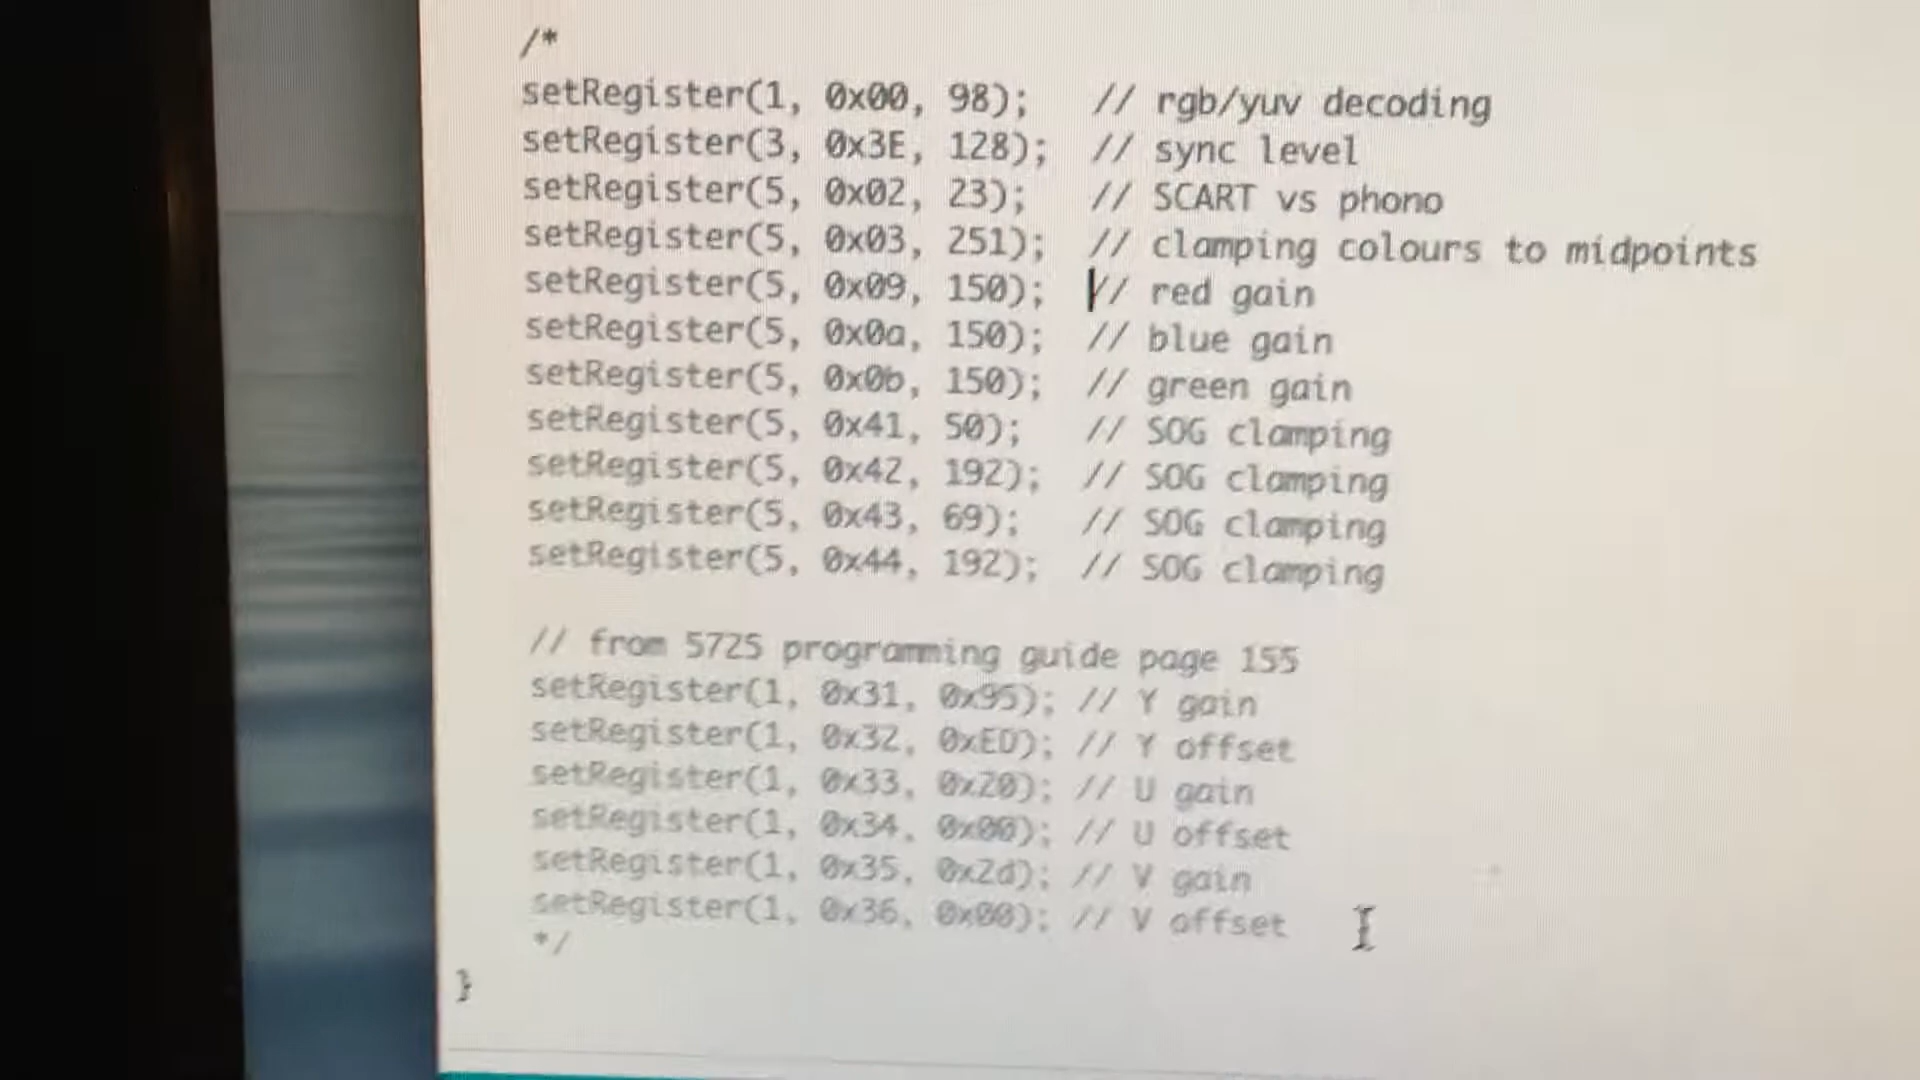 /*
setRegister(1, 0x00, 98);   // rgb/yuv decoding
setRegister(3, 0x3E, 128);  // sync level
setRegister(5, 0x02, 23);   // SCART vs phono
setRegister(5, 0x03, 251);  // clamping colours to midpoints
setRegister(5, 0x09, 150);  // red gain
setRegister(5, 0x0a, 150);  // blue gain
setRegister(5, 0x0b, 150);  // green gain
setRegister(5, 0x41, 50);   // SOG clamping
setRegister(5, 0x42, 192);  // SOG clamping
setRegister(5, 0x43, 69);   // SOG clamping
setRegister(5, 0x44, 192);  // SOG clamping
// from 5725 programming guide page 155
setRegister(1, 0x31, 0x95); // Y gain
setRegister(1, 0x32, 0xED); // Y offset
setRegister(1, 0x33, 0x20); // U gain
setRegister(1, 0x34, 0x00); // U offset
setRegister(1, 0x35, 0x2d); // V gain
setRegister(1, 0x36, 0x00); // V offset
*/
}